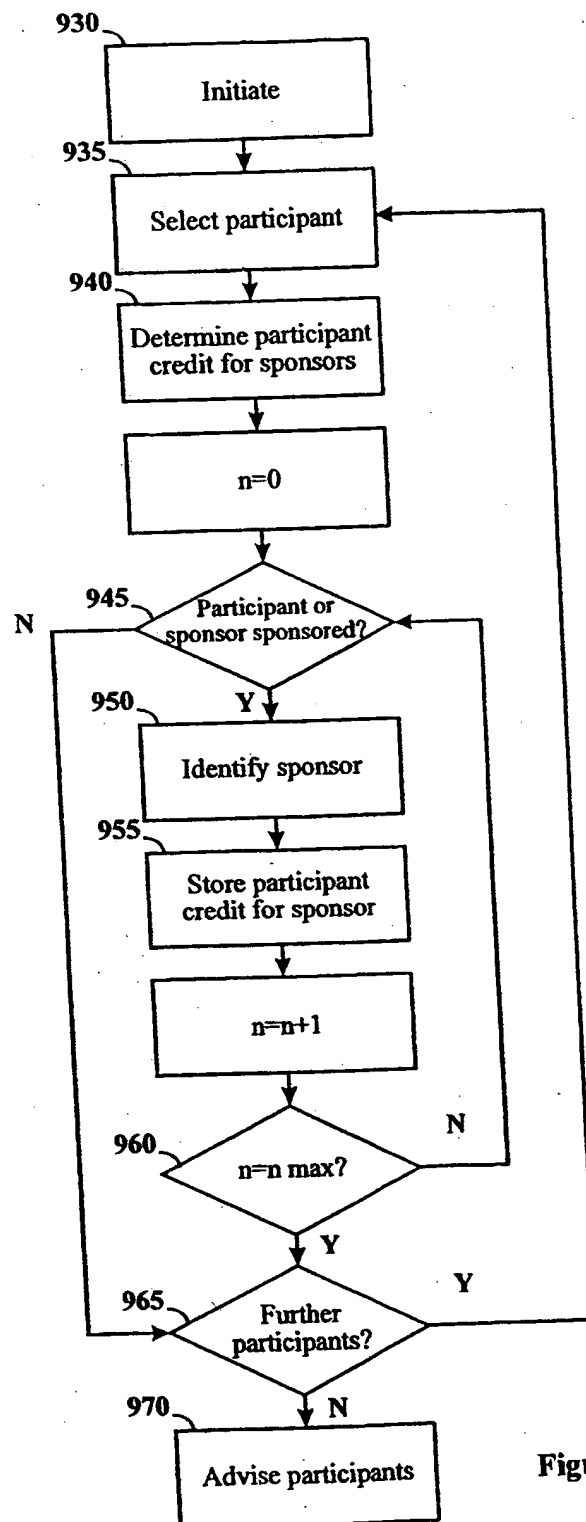 930
Initiate
935
Select participant
940
Determine participant
credit for sponsors
n=0
945
N
Participant or
sponsor sponsored?
Y
950
Identify sponsor
955
Store participant
credit for sponsor
n=n+1
960
n=n max?
N
Y
965
Further
participants?
Y
N
970
Advise participants
Figu